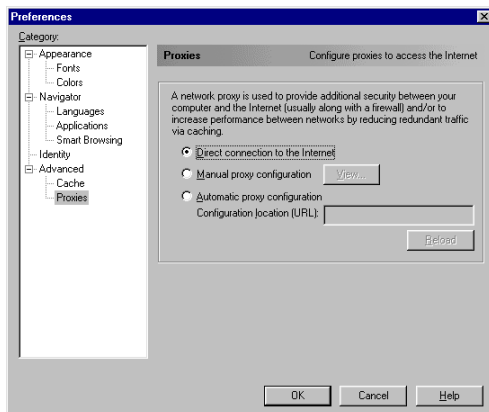 Preferences
Category:
Appearance
Fonts
Colors
Navigator
Languages
Applications
Smart Browsing
Identity
Advanced
Cache
Proxies
Proxies Configure proxies to access the Internet
A network proxy is used to provide additional security between your
computer and the Internet (usually along with a firewall) and/or to
increase performance between networks by reducing redundant traffic
via caching.
Direct connection to the Internet
Manual proxy configuration View...
Automatic proxy configuration
Configuration location (URL):
Reload
OK Cancel Help